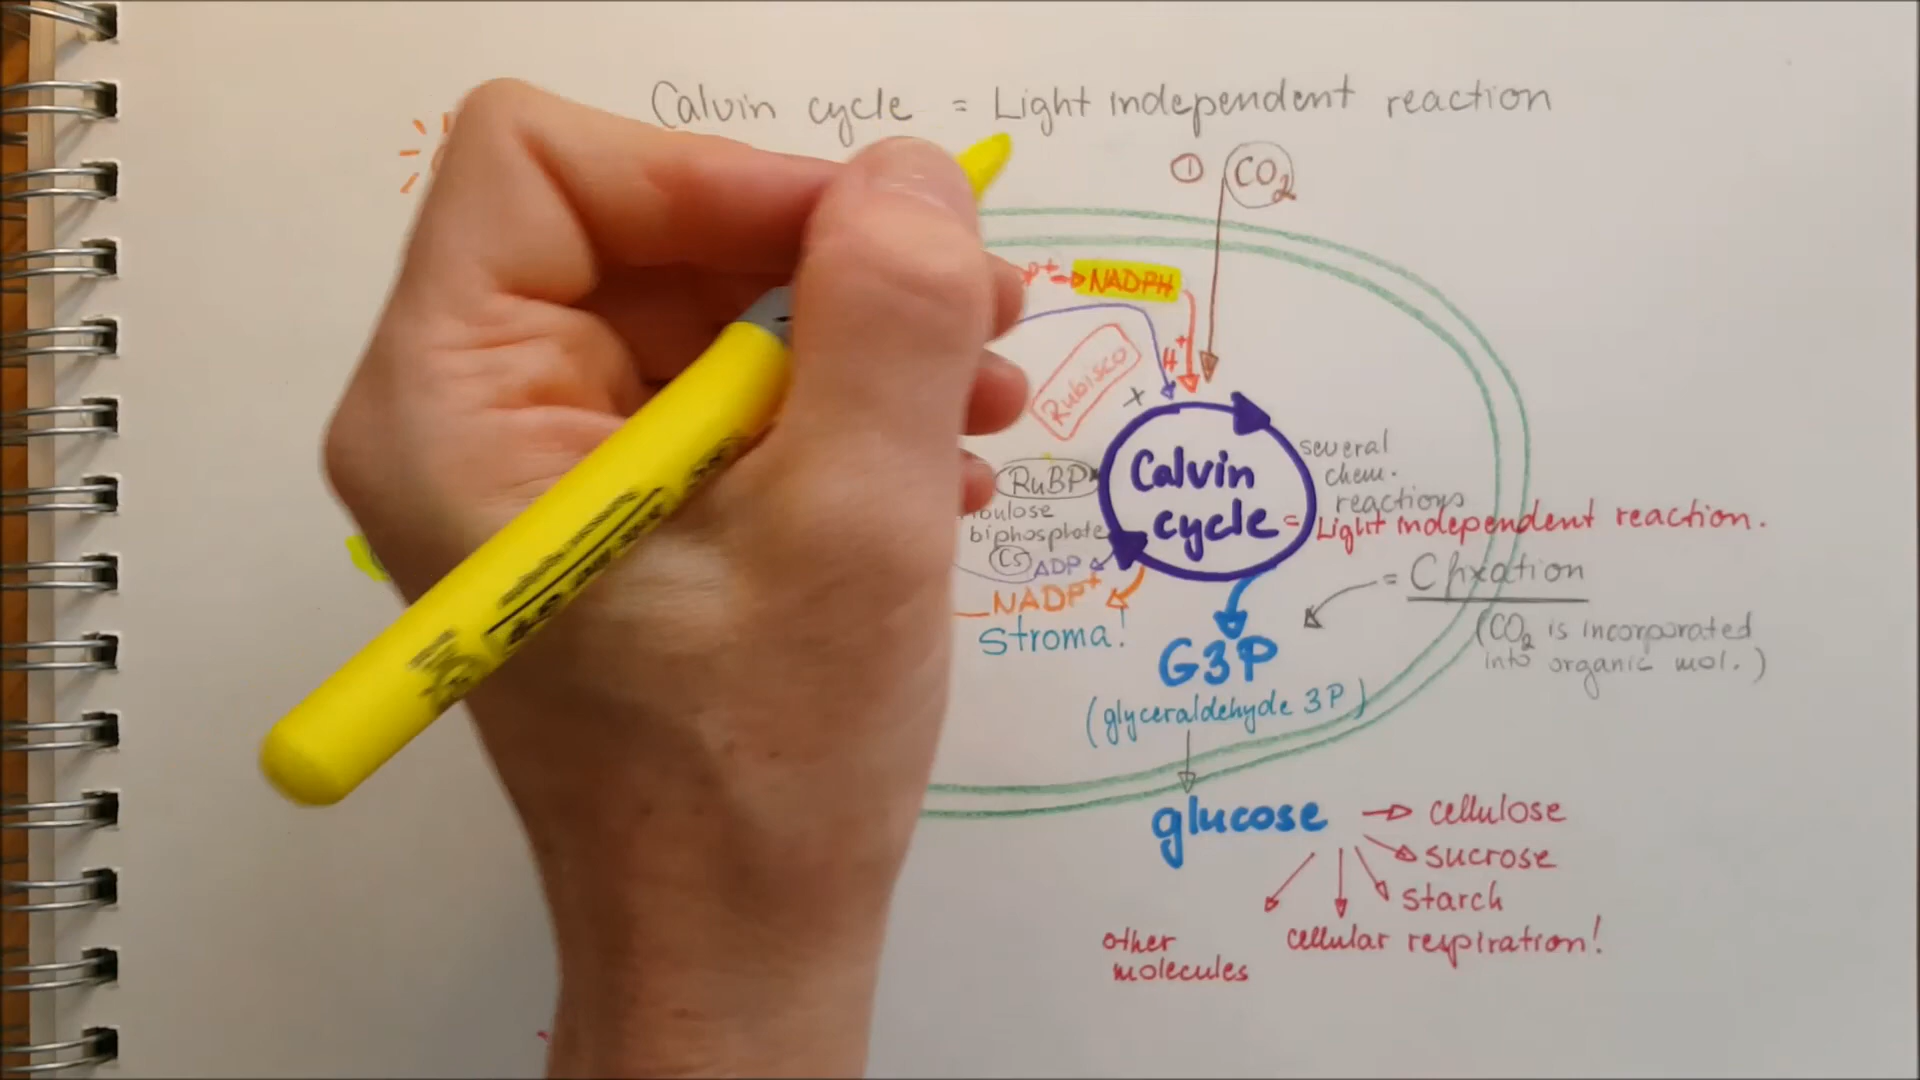 Calvin cycle = Light independent reaction
① CO₂
NADPH
H⁺
Rubisco
+
Calvin
cycle
several
chem.
reactions
= Light independent reaction.
RuBP
biphosphate
C5
ADP
NADP⁺
Stroma!
= C fixation
(CO₂ is incorporated
into organic mol.)
G3P
(glyceraldehyde 3P)
glucose
cellulose
sucrose
starch
cellular respiration!
other
molecules